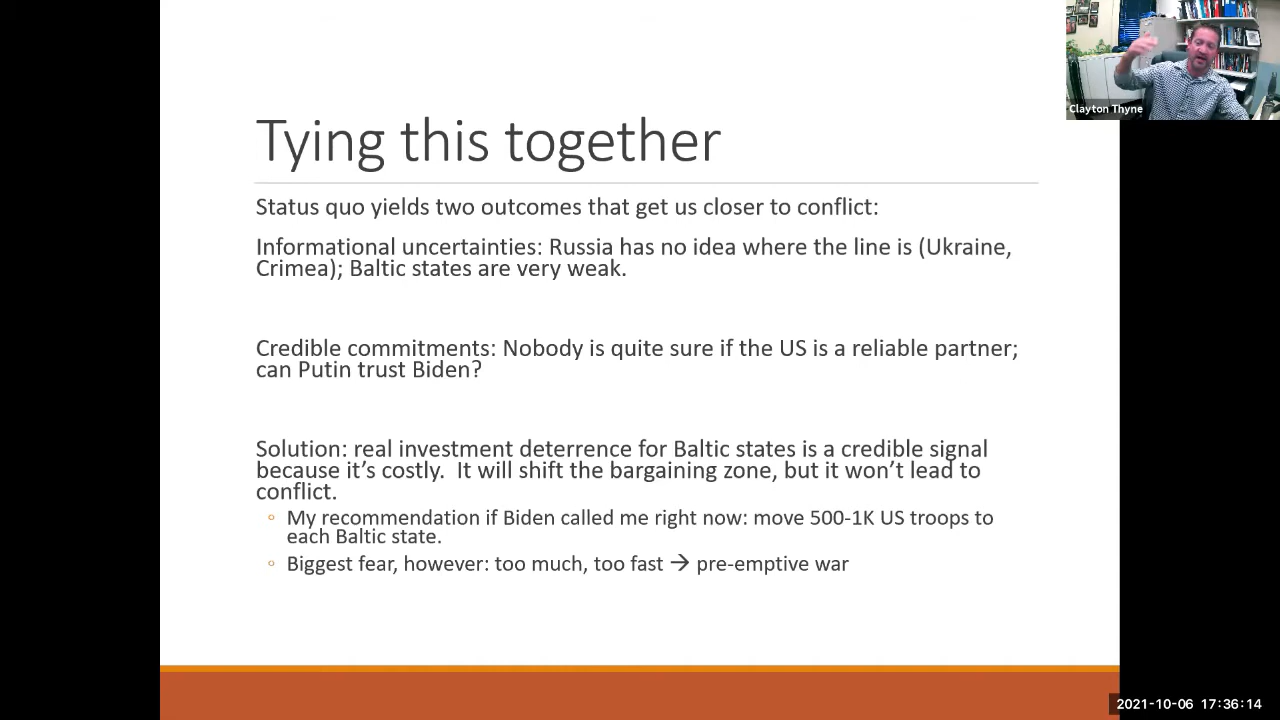 Clayton Thyne
Tying this together
Status quo yields two outcomes that get us closer to conflict:
Informational uncertainties: Russia has no idea where the line is (Ukraine,
Crimea); Baltic states are very weak.
Credible commitments: Nobody is quite sure if the US is a reliable partner;
can Putin trust Biden?
Solution: real investment deterrence for Baltic states is a credible signal
because it’s costly.  It will shift the bargaining zone, but it won’t lead to
conflict.
◦ My recommendation if Biden called me right now: move 500-1K US troops to
each Baltic state.
◦ Biggest fear, however: too much, too fast → pre-emptive war
2021-10-06 17:36:14